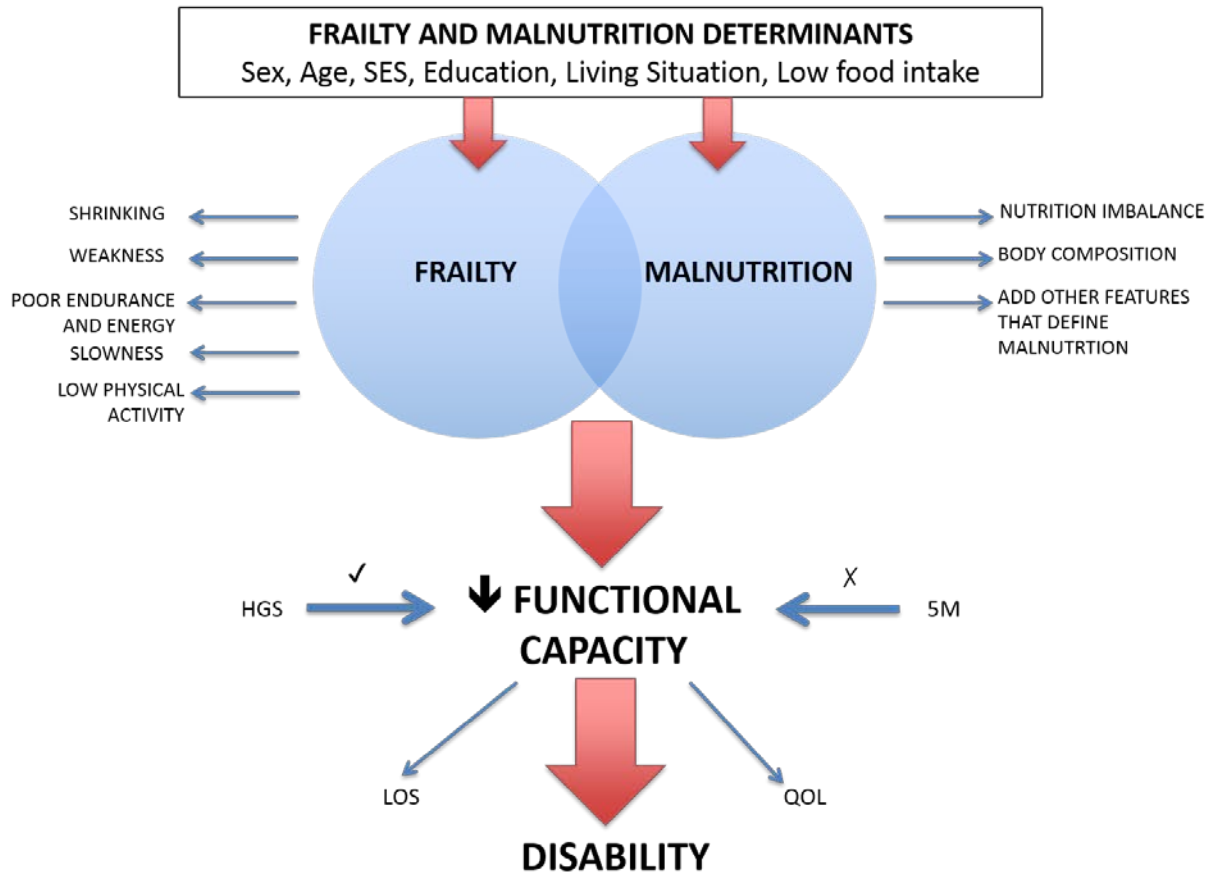 FRAILTY AND MALNUTRITION DETERMINANTS
Sex, Age, SES, Education, Living Situation, Low food intake
SHRINKING
WEAKNESS
POOR ENDURANCE
AND ENERGY
SLOWNESS
LOW PHYSICAL
ACTIVITY
FRAILTY
MALNUTRITION
NUTRITION IMBALANCE
BODY COMPOSITION
ADD OTHER FEATURES
THAT DEFINE
MALNUTRTION
HGS
✓
🡻 FUNCTIONAL
CAPACITY
X
5M
LOS
QOL
DISABILITY